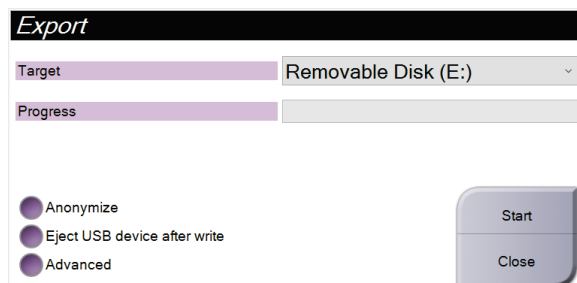 Export
Target
Removable Disk (E:)
Progress
Anonymize
Eject USB device after write
Advanced
Start
Close